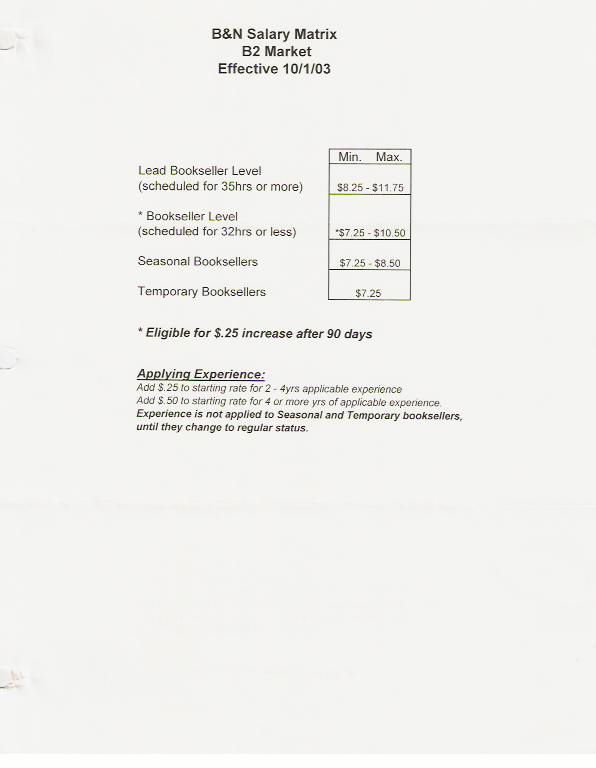 B&N Salary Matrix
B2 Market
Effective 10/1/03
Min. Max.
Lead Bookseller Level
(scheduled for 35hrs or more) $8.25 - $11.75
* Bookseller Level
(scheduled for 32hrs or less) *$7.25 - $10.50
Seasonal Booksellers $7.25 - $8.50
Temporary Booksellers $7.25
* Eligible for $.25 increase after 90 days
Applying Experience:
Add $.25 to starting rate for 2 - 4yrs applicable experience
Add $.50 to starting rate for 4 or more yrs of applicable experience.
Experience is not applied to Seasonal and Temporary booksellers,
until they change to regular status.